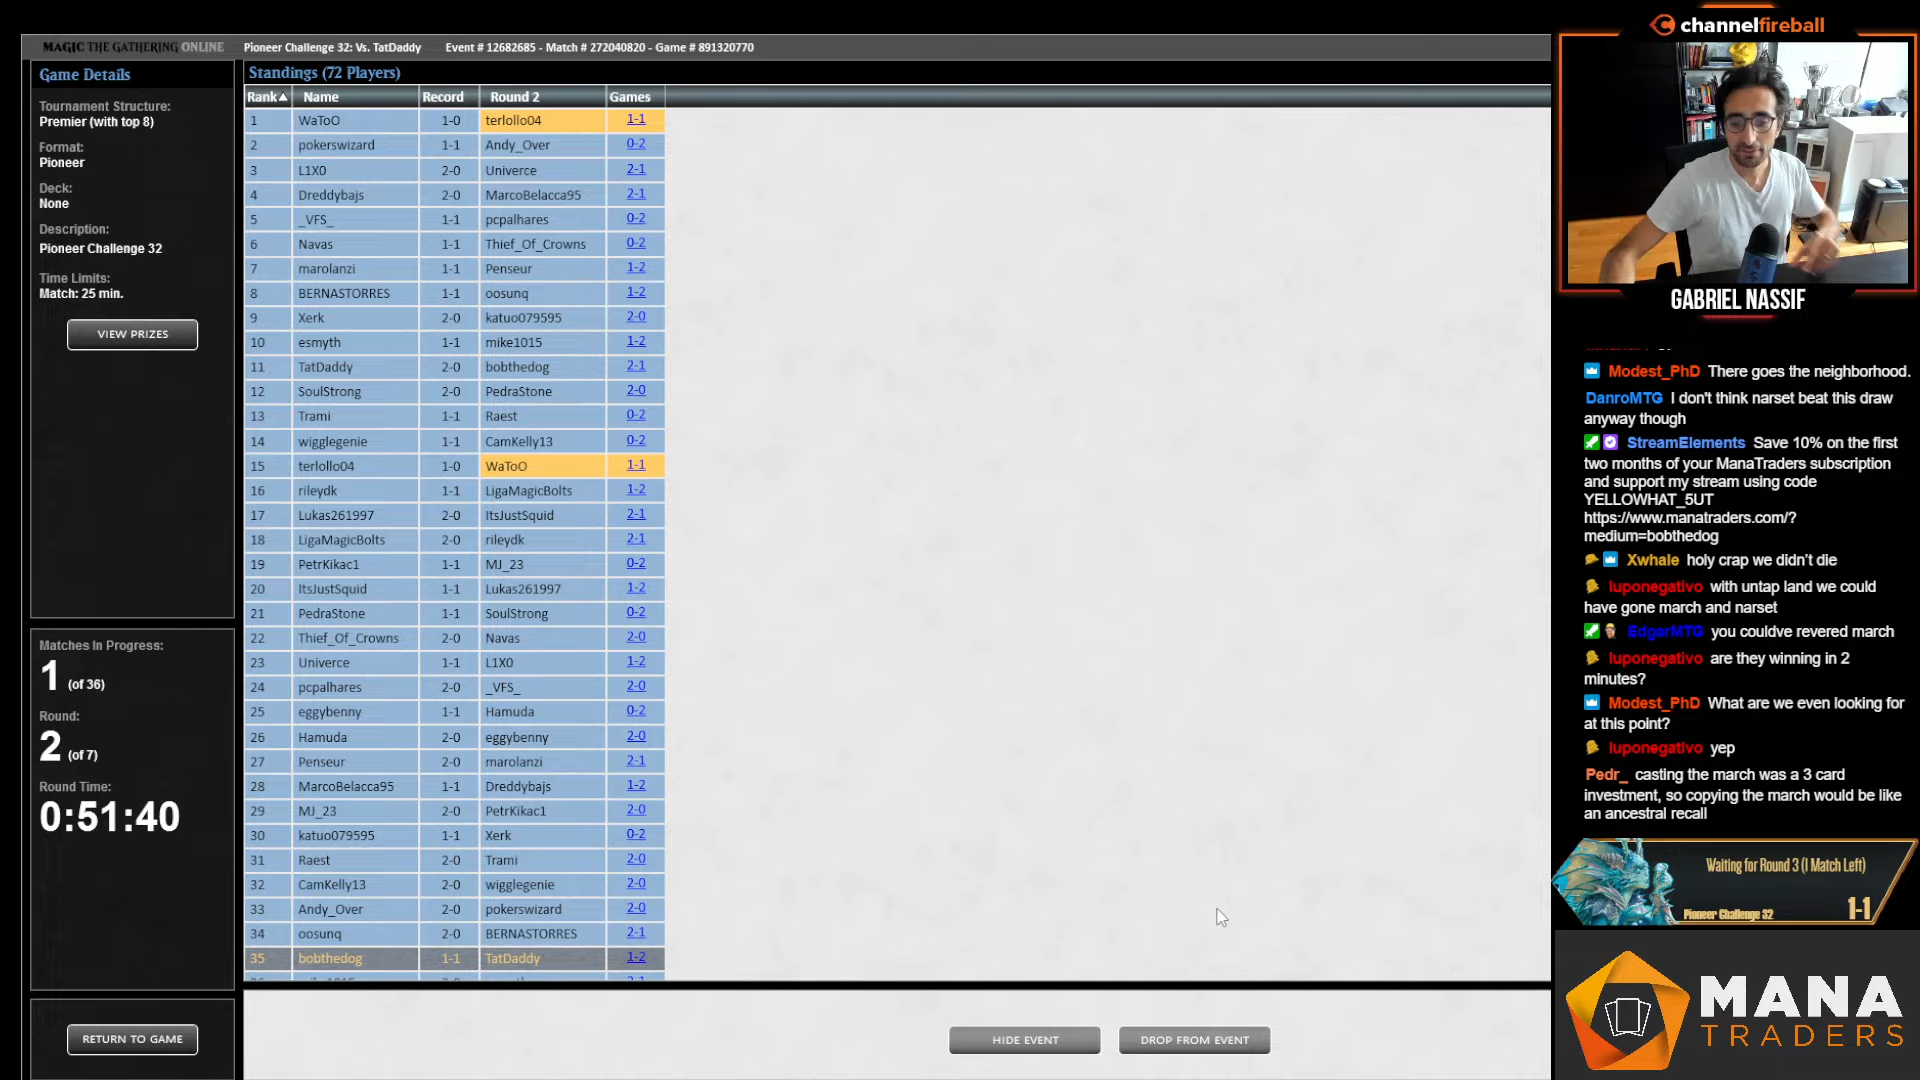 MAGIC THE GATHERING ONLINE Pioneer Challenge 32: Vs. TatDaddy Event # 12682685 - Match # 272040820 - Game # 891320770
Game Details
Tournament Structure:
Premier (with top 8)
Format:
Pioneer
Deck:
None
Description:
Pioneer Challenge 32
Time Limits:
Match: 25 min.
VIEW PRIZES
Matches In Progress:
1 (of 36)
Round:
2 (of 7)
Round Time:
0:51:40
RETURN TO GAME
Standings (72 Players)
Rank Name Record Round 2 Games
1 WaToO 1-0 terlollo04 1-1
2 pokerswizard 1-1 Andy_Over 0-2
3 L1X0 2-0 Univerce 2-1
4 Dreddybajs 2-0 MarcoBelacca95 2-1
5 _VFS_ 1-1 pcpalhares 0-2
6 Navas 1-1 Thief_Of_Crowns 0-2
7 marolanzi 1-1 Penseur 1-2
8 BERNASTORRES 1-1 oosunq 1-2
9 Xerk 2-0 katuo079595 2-0
10 esmyth 1-1 mike1015 1-2
11 TatDaddy 2-0 bobthedog 2-1
12 SoulStrong 2-0 PedraStone 2-0
13 Trami 1-1 Raest 0-2
14 wigglegenie 1-1 CamKelly13 0-2
15 terlollo04 1-0 WaToO 1-1
16 rileydk 1-1 LigaMagicBolts 1-2
17 Lukas261997 2-0 ItsJustSquid 2-1
18 LigaMagicBolts 2-0 rileydk 2-1
19 PetrKikac1 1-1 MJ_23 0-2
20 ItsJustSquid 1-1 Lukas261997 1-2
21 PedraStone 1-1 SoulStrong 0-2
22 Thief_Of_Crowns 2-0 Navas 2-0
23 Univerce 1-1 L1X0 1-2
24 pcpalhares 2-0 _VFS_ 2-0
25 eggybenny 1-1 Hamuda 0-2
26 Hamuda 2-0 eggybenny 2-0
27 Penseur 2-0 marolanzi 2-1
28 MarcoBelacca95 1-1 Dreddybajs 1-2
29 MJ_23 2-0 PetrKikac1 2-0
30 katuo079595 1-1 Xerk 0-2
31 Raest 2-0 Trami 2-0
32 CamKelly13 2-0 wigglegenie 2-0
33 Andy_Over 2-0 pokerswizard 2-0
34 oosunq 2-0 BERNASTORRES 2-1
35 bobthedog 1-1 TatDaddy 1-2
HIDE EVENT DROP FROM EVENT
channelfireball
GABRIEL NASSIF
Modest_PhD There goes the neighborhood.
DanroMTG I don't think narset beat this draw
anyway though
StreamElements Save 10% on the first
two months of your ManaTraders subscription
and support my stream using code
YELLOWHAT_5UT
https://www.manatraders.com/?
medium=bobthedog
Xwhale holy crap we didn't die
luponegativo with untap land we could
have gone march and narset
EdgarMTG you couldve revered march
luponegativo are they winning in 2
minutes?
Modest_PhD What are we even looking for
at this point?
luponegativo yep
Pedr_ casting the march was a 3 card
investment, so copying the march would be like
an ancestral recall
Waiting for Round 3 (1 Match Left)
Pioneer Challenge 32 1-1
MANA
TRADERS